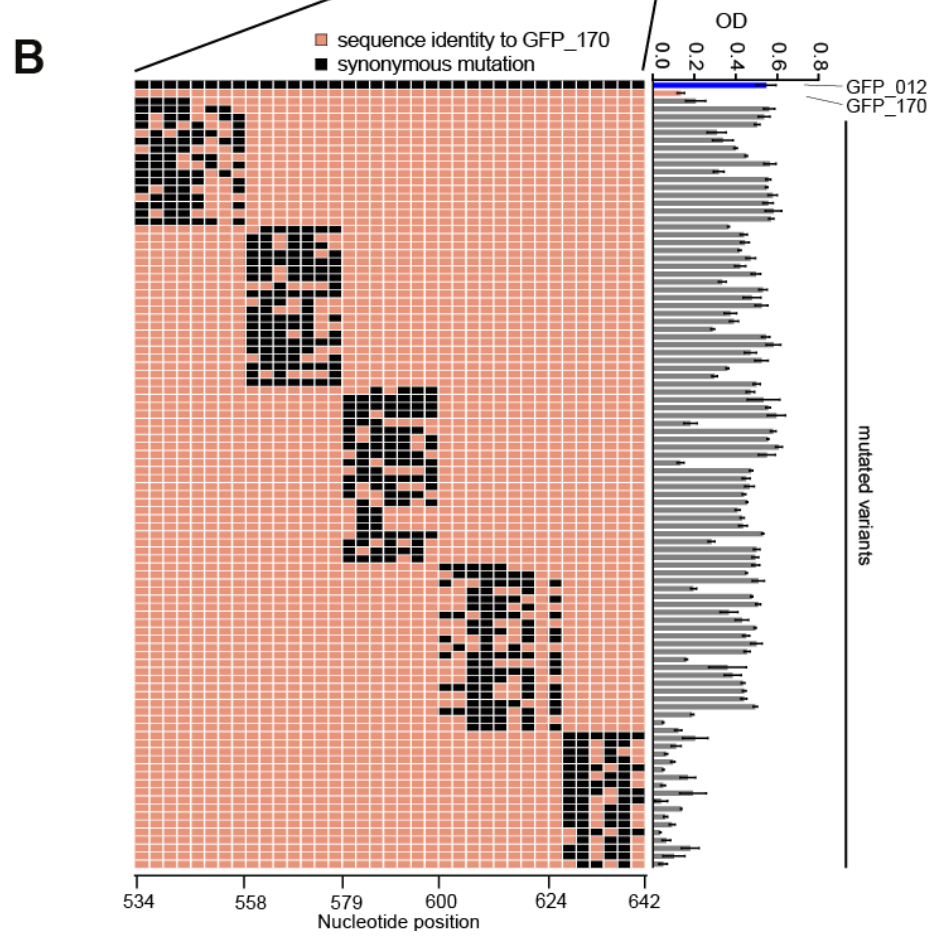 B
sequence identity to GFP_170
synonymous mutation
OD
0.0 0.2 0.4 0.6 0.8
GFP_012
GFP_170
mutated variants
534 558 579 600 624 642
Nucleotide position